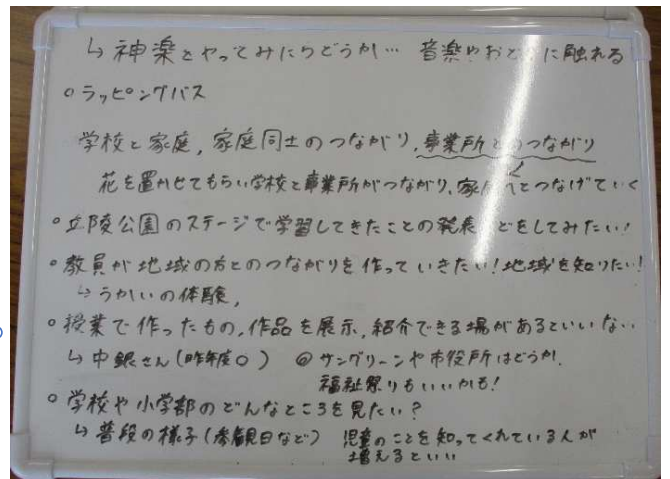 ↳ 神楽とやってみたらどうか… 音楽やおどりに触れる
○ラッピングバス
学校と家庭,家庭同士のつながり,事業所とのつながり
花を置かせてもらい学校と事業所がつながり,家庭へとつなげていく
○丘陵公園のステージで学習してきたことの発表 どをしてみたい!
○教員が地域の方とのつながりを作っていきたい!地域を知りたい!
↳うかいの体験,
○授業で作ったもの,作品を展示,紹介できる場があるといいな
↳中銀さん(昨年度○) @サングリーンや市役所はどうか.
福祉祭りもいいかも!
○学校や小学部のどんなところを見たい?
↳普段の様子(参観日など) 児童のことを知ってくれている人が
増えるといい